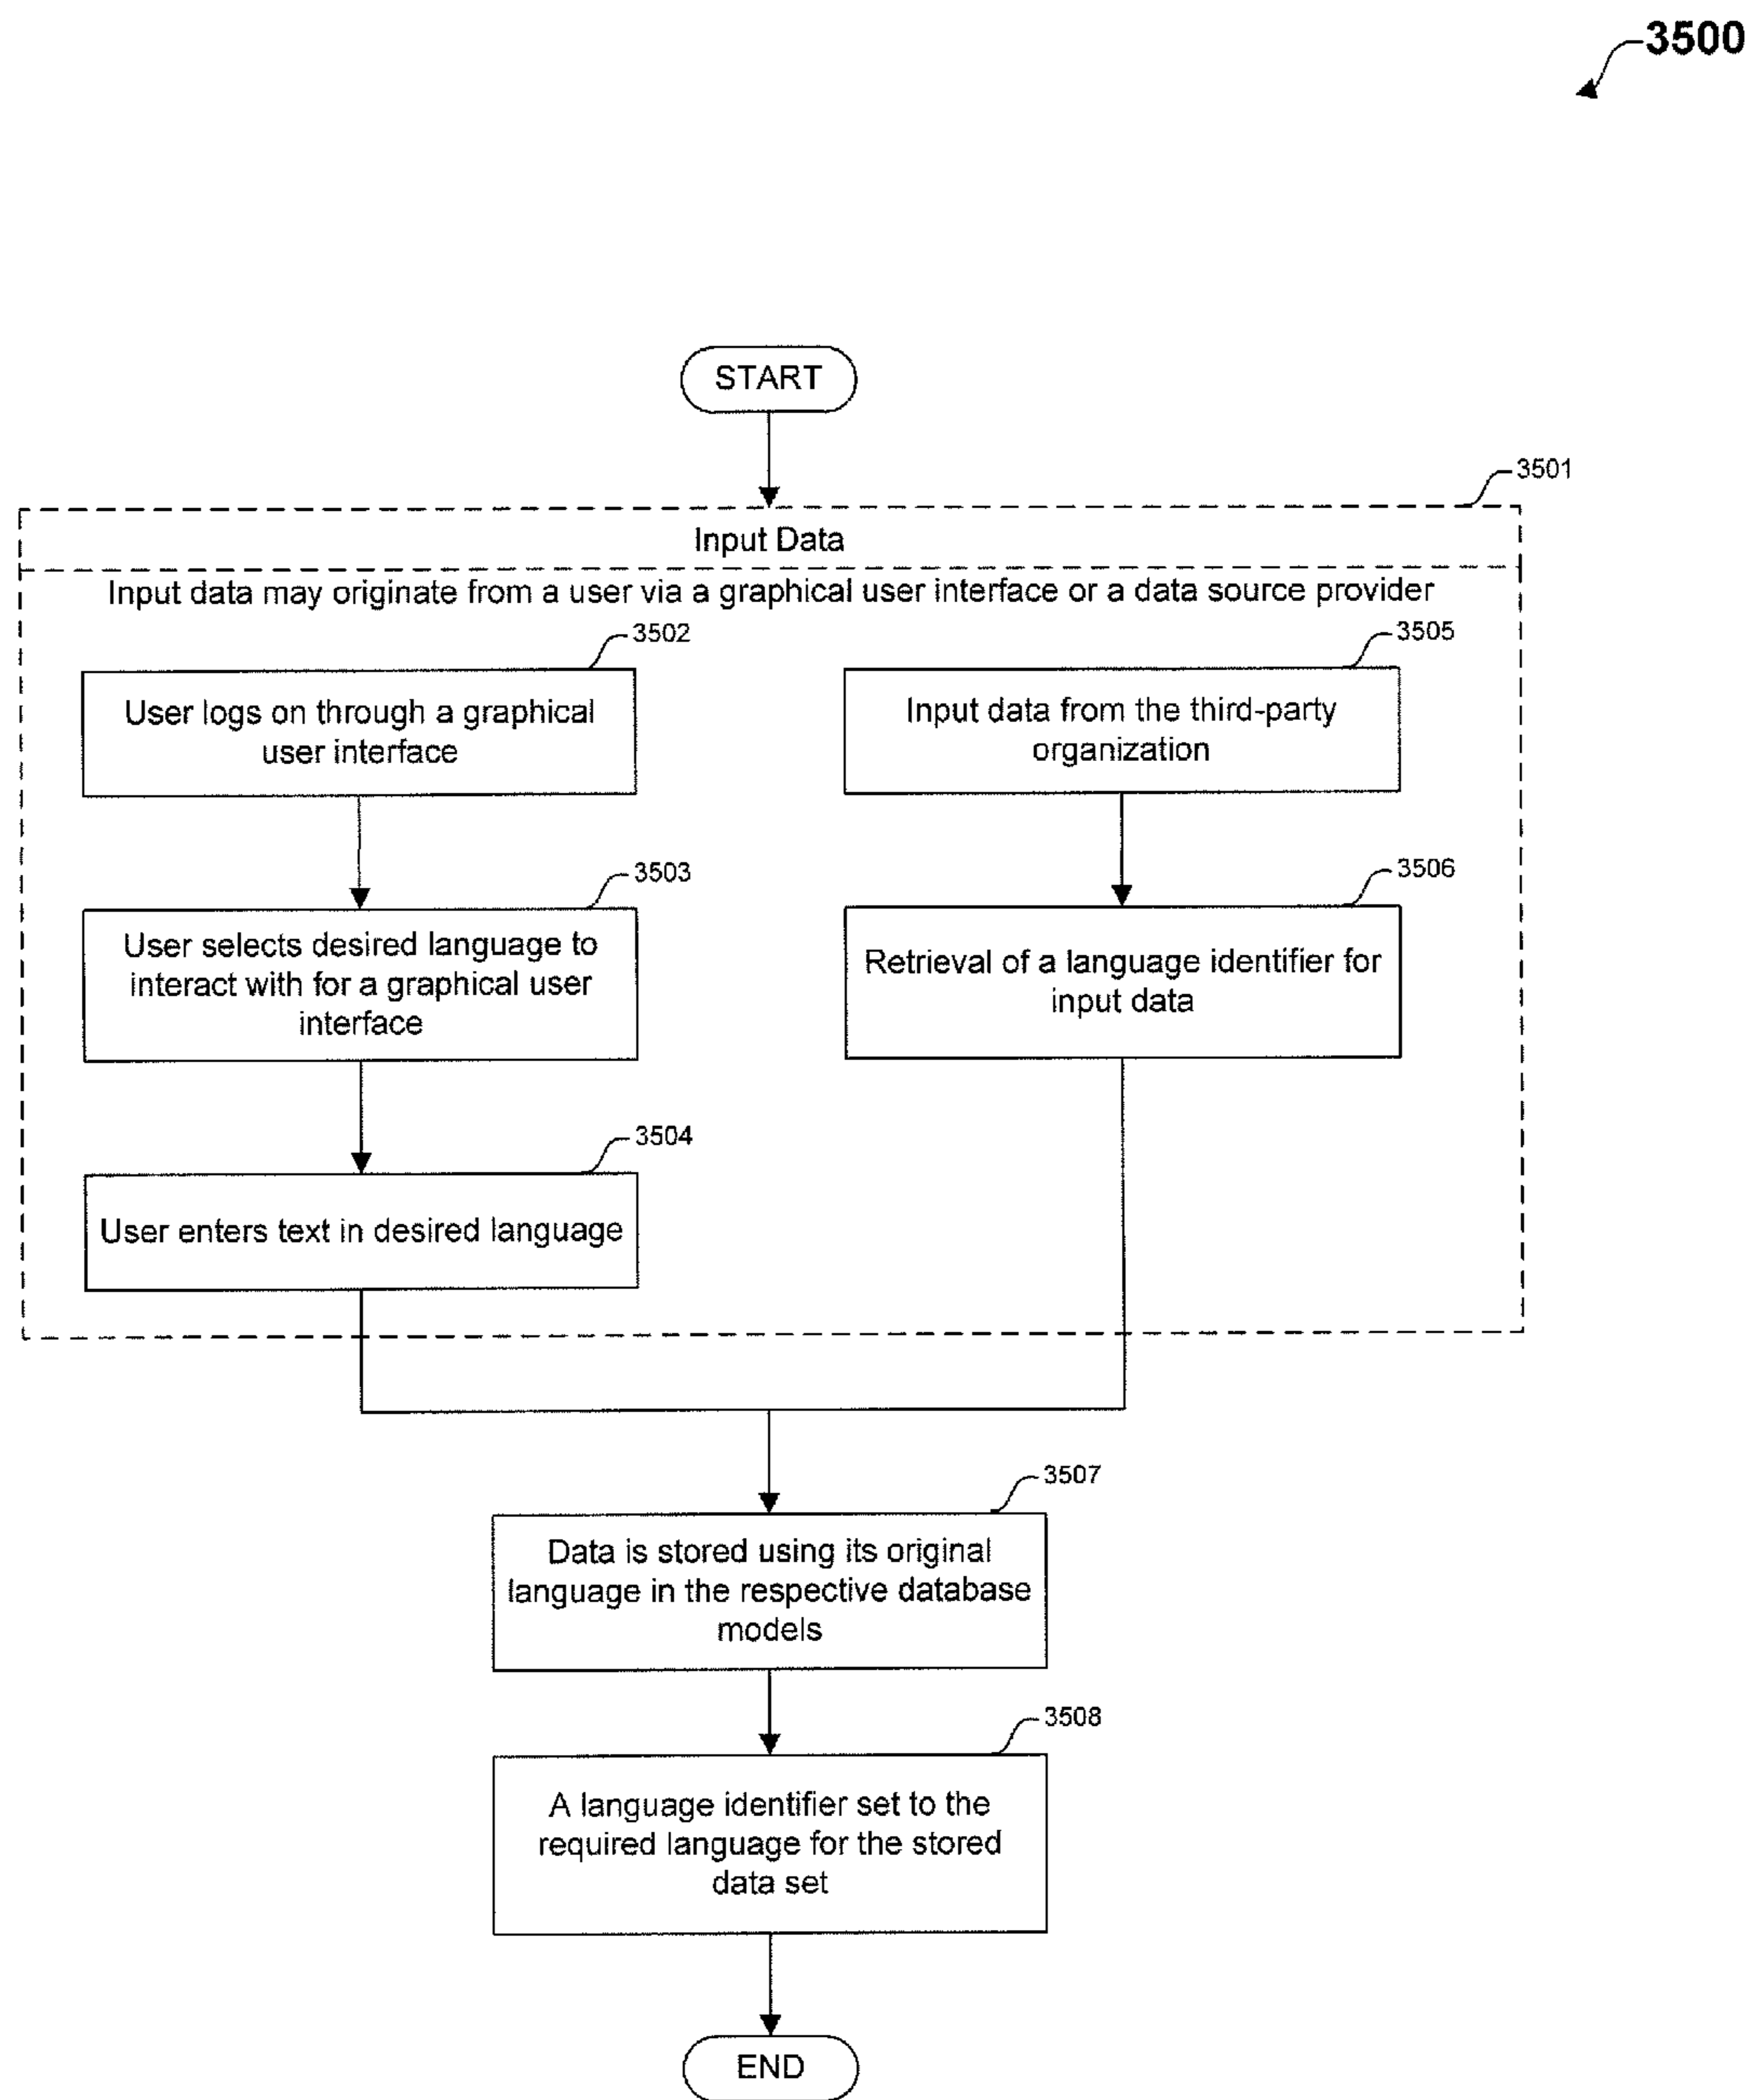 3500
START
3501
Input Data
Input data may originate from a user via a graphical user interface or a data source provider
3502
User logs on through a graphical
user interface
3503
User selects desired language to
interact with for a graphical user
interface
3504
User enters text in desired language
3505
Input data from the third-party
organization
3506
Retrieval of a language identifier for
input data
3507
Data is stored using its original
language in the respective database
models
3508
A language identifier set to the
required language for the stored
data set
END